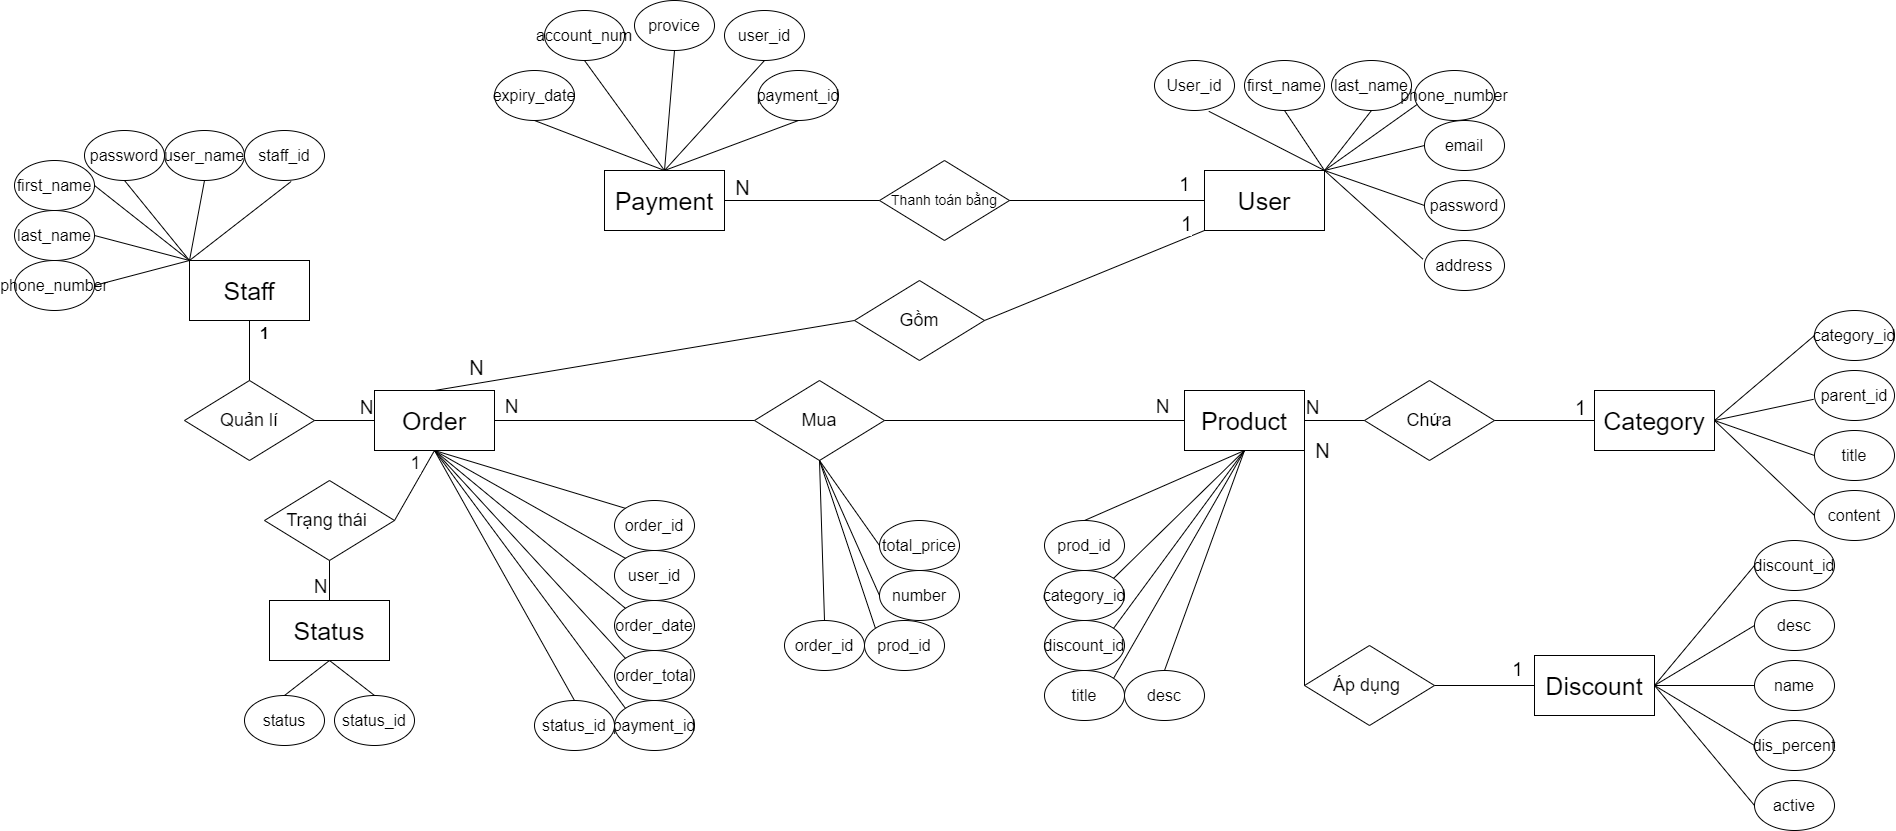 account_num
provice
user_id
expiry_date
payment_id
Payment
N
Thanh toán bằng
1
User
1
User_id
first_name
last_name
phone_number
email
password
address
password
user_name
staff_id
first_name
last_name
phone_number
Staff
1
Quản lí
N
Gồm
N
Order
N
Mua
N
Product
N
Chứa
1
Category
category_id
parent_id
title
content
1
Trạng thái
N
Status
status
status_id
order_id
user_id
order_date
order_total
status_id
payment_id
total_price
number
order_id
prod_id
prod_id
category_id
discount_id
title
desc
N
Áp dụng
1
Discount
discount_id
desc
name
dis_percent
active